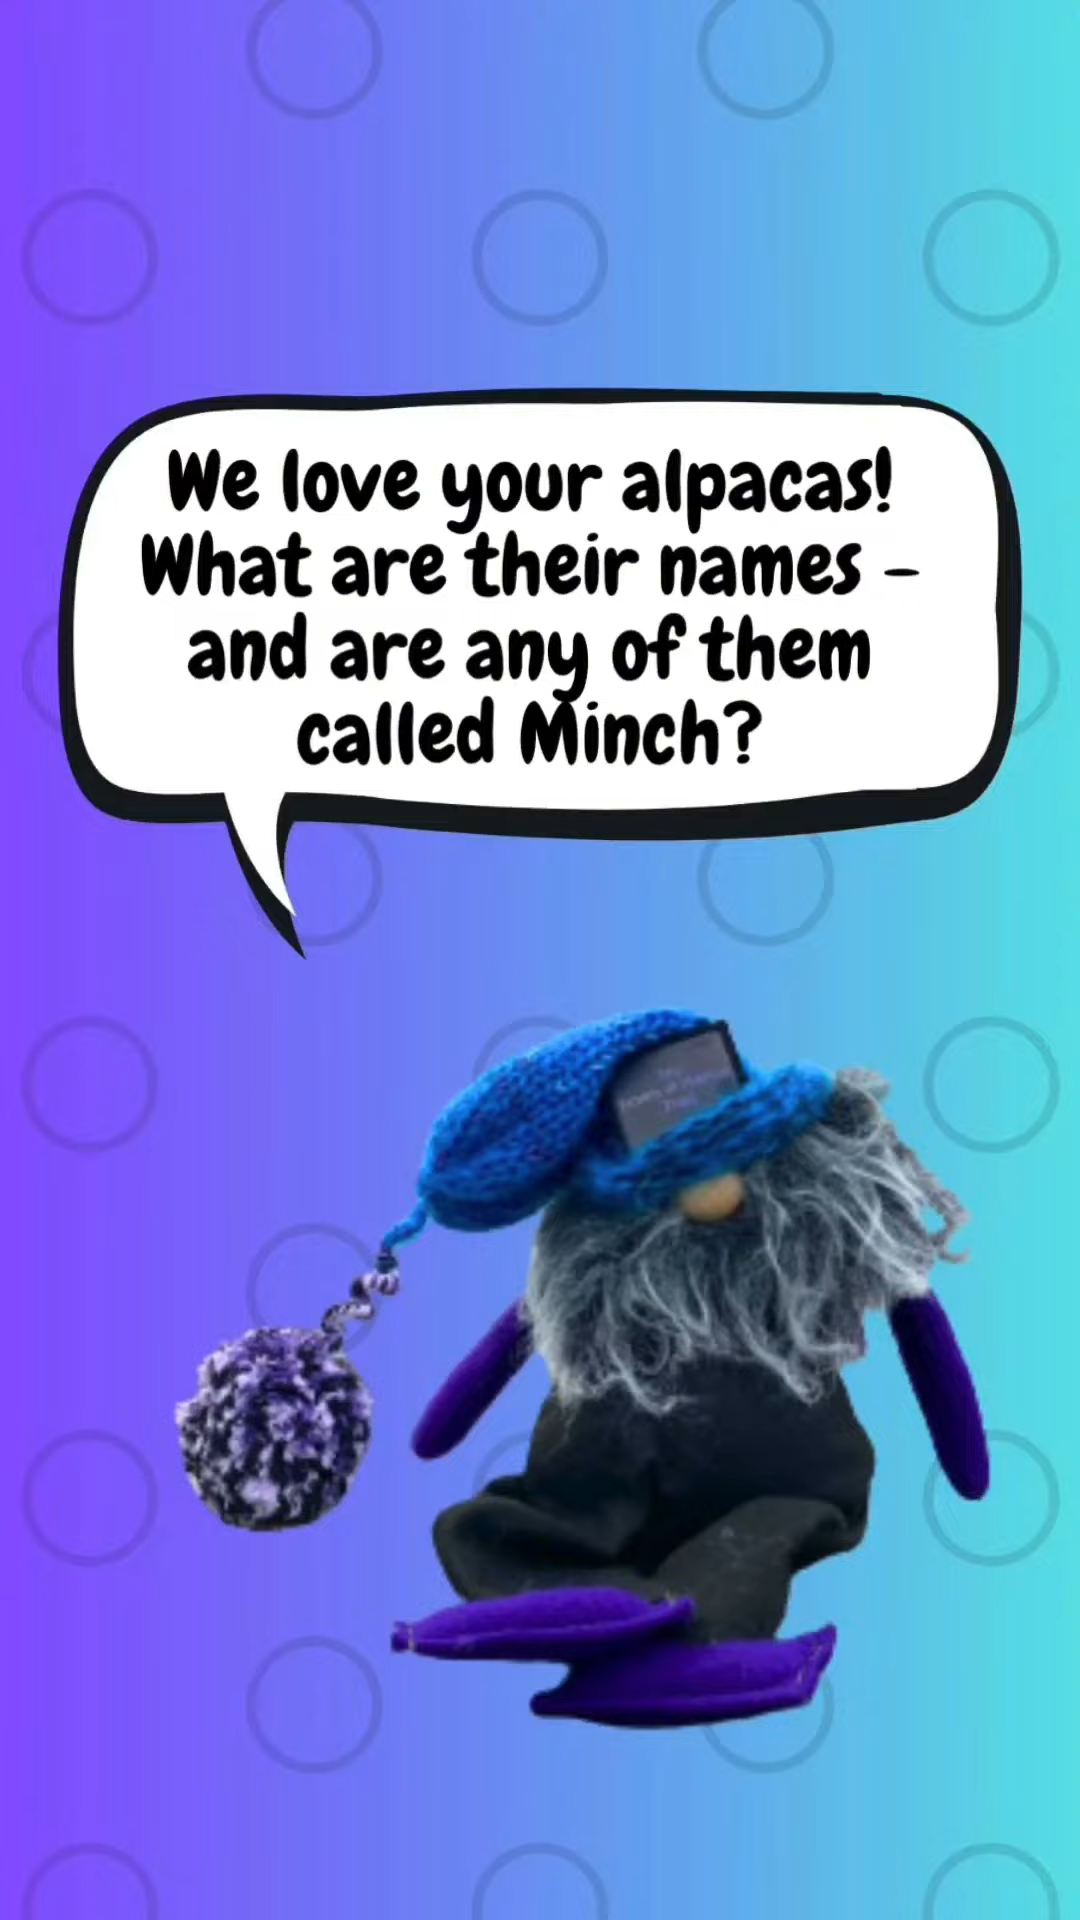 We love your alpacas!
What are their names -
and are any of them
called Minch?